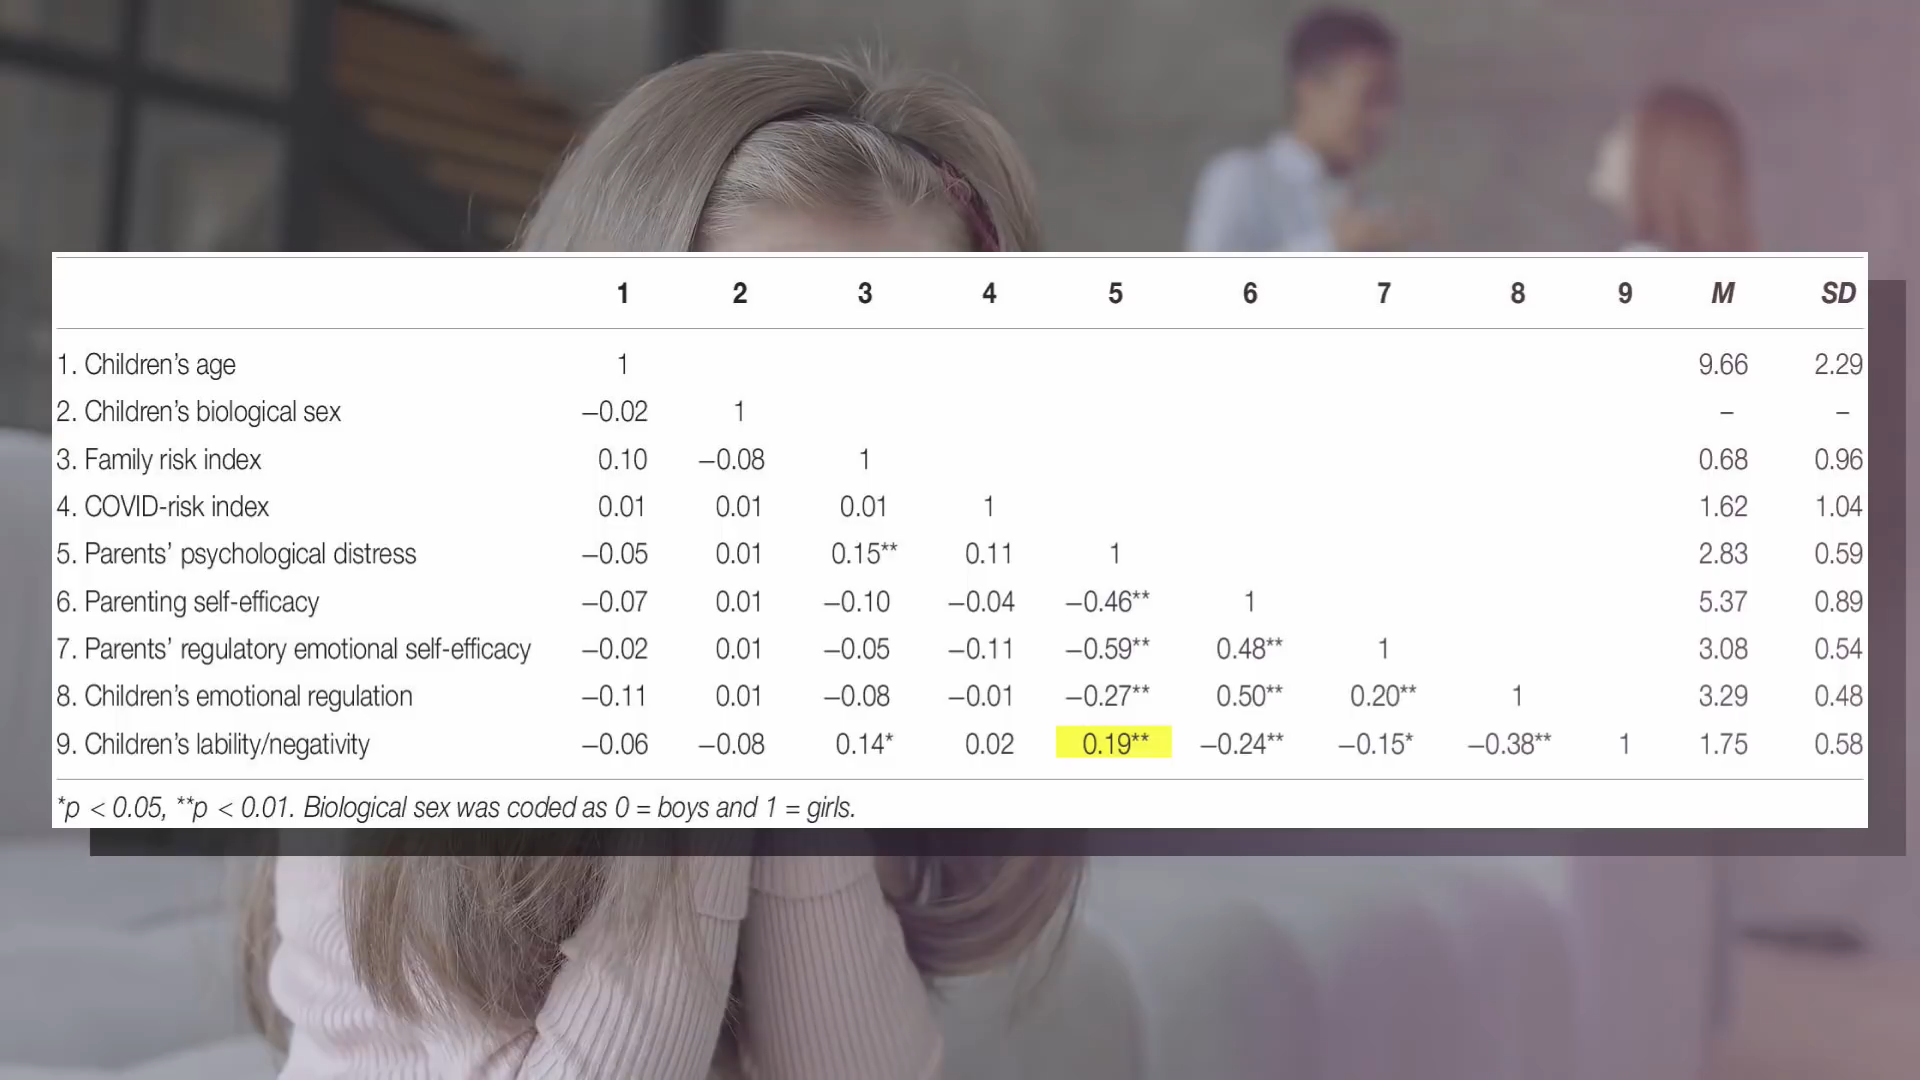 1 2 3 4 5 6 7 8 9 M SD
1. Children's age 1 9.66 2.29
2. Children's biological sex −0.02 1 – –
3. Family risk index 0.10 −0.08 1 0.68 0.96
4. COVID-risk index 0.01 0.01 0.01 1 1.62 1.04
5. Parents' psychological distress −0.05 0.01 0.15** 0.11 1 2.83 0.59
6. Parenting self-efficacy −0.07 0.01 −0.10 −0.04 −0.46** 1 5.37 0.89
7. Parents' regulatory emotional self-efficacy −0.02 0.01 −0.05 −0.11 −0.59** 0.48** 1 3.08 0.54
8. Children's emotional regulation −0.11 0.01 −0.08 −0.01 −0.27** 0.50** 0.20** 1 3.29 0.48
9. Children's lability/negativity −0.06 −0.08 0.14* 0.02 0.19** −0.24** −0.15* −0.38** 1 1.75 0.58
*p < 0.05, **p < 0.01. Biological sex was coded as 0 = boys and 1 = girls.